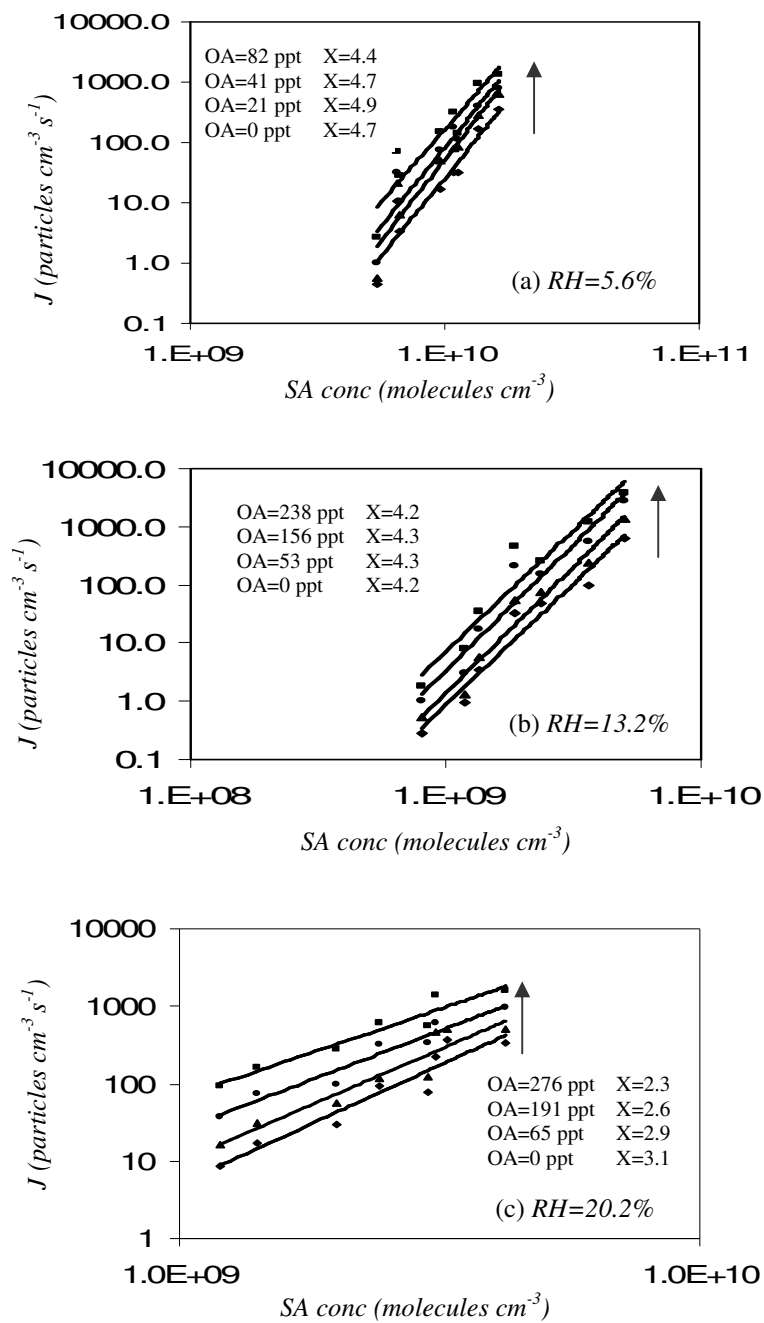 10000.0
1000.0
100.0
10.0
1.0
0.1
J (particles cm-3 s-1)
OA=82 ppt X=4.4
OA=41 ppt X=4.7
OA=21 ppt X=4.9
OA=0 ppt X=4.7
(a) RH=5.6%
1.E+09 1.E+10 1.E+11
SA conc (molecules cm-3)
10000.0
1000.0
100.0
10.0
1.0
0.1
J (particles cm-3 s-1)
OA=238 ppt X=4.2
OA=156 ppt X=4.3
OA=53 ppt X=4.3
OA=0 ppt X=4.2
(b) RH=13.2%
1.E+08 1.E+09 1.E+10
SA conc (molecules cm-3)
10000
1000
100
10
1
J (particles cm-3 s-1)
OA=276 ppt X=2.3
OA=191 ppt X=2.6
OA=65 ppt X=2.9
OA=0 ppt X=3.1
(c) RH=20.2%
1.0E+09 1.0E+10
SA conc (molecules cm-3)